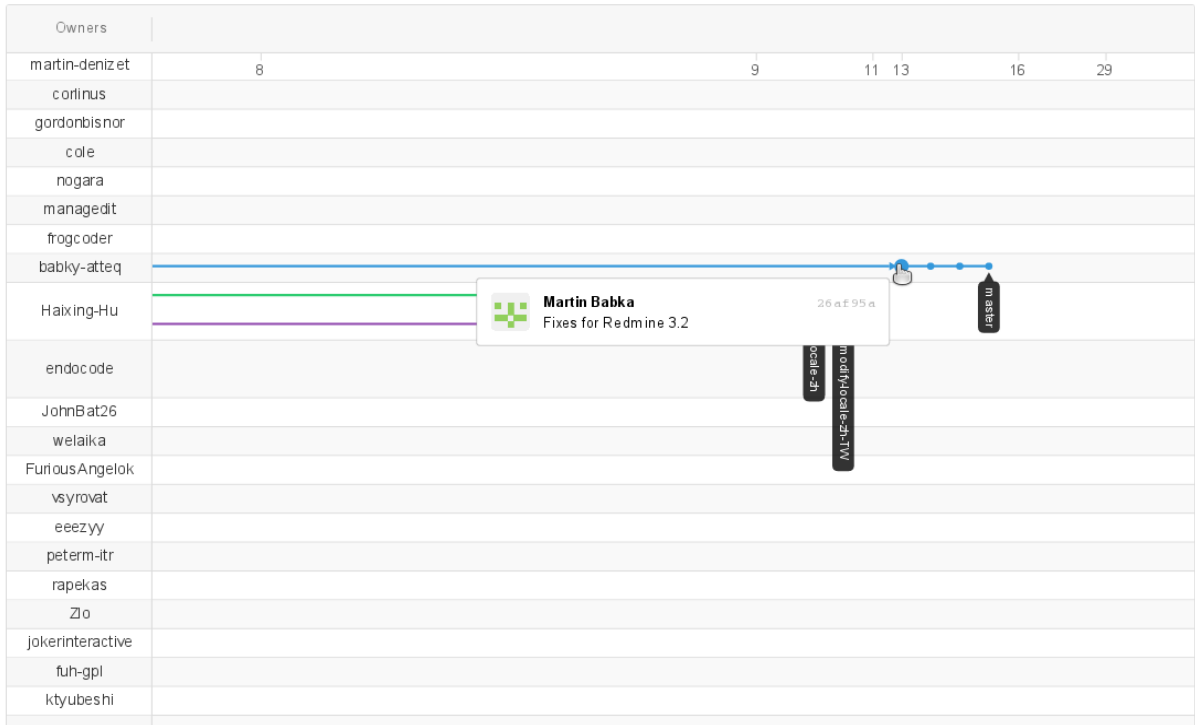 Owners
martin-denizet
8 9 11 13 16 29
corlinus
gordonbisnor
cole
nogara
managedit
frogcoder
babky-atteq
master
Haixing-Hu
Martin Babka 26af95a
Fixes for Redmine 3.2
ocale-zh
modify-locale-zh-TW
endocode
JohnBat26
welaika
FuriousAngelok
vsyrovat
eeezyy
peterm-itr
rapekas
Zlo
jokerinteractive
fuh-gpl
ktyubeshi